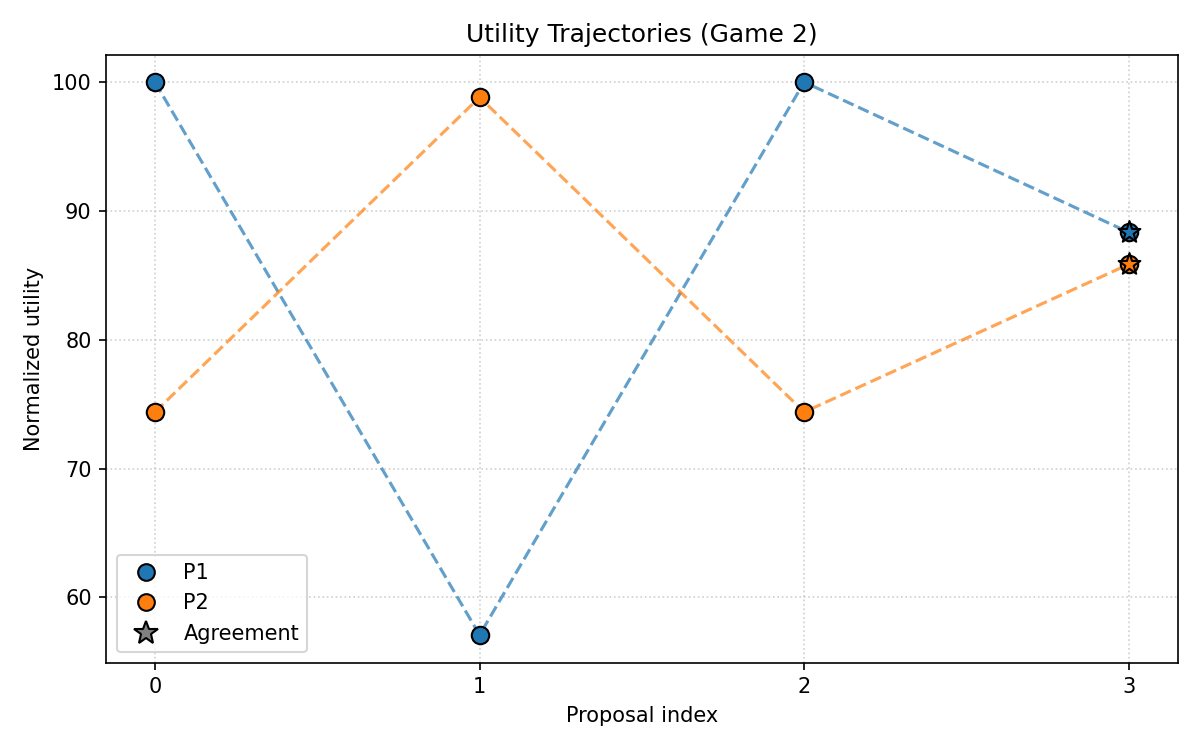 Utility Trajectories (Game 2)
Normalized utility
100
90
80
70
60
P1
P2
Agreement
0 1 2 3
Proposal index